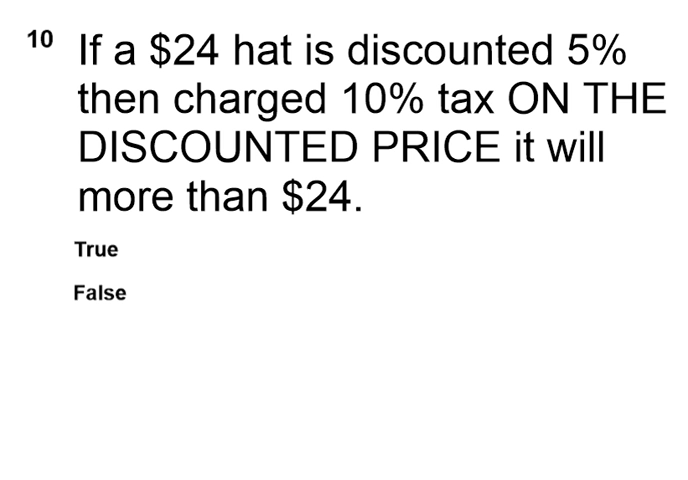 10 If a $24 hat is discounted 5%
then charged 10% tax ON THE
DISCOUNTED PRICE it will
more than $24.
True
False